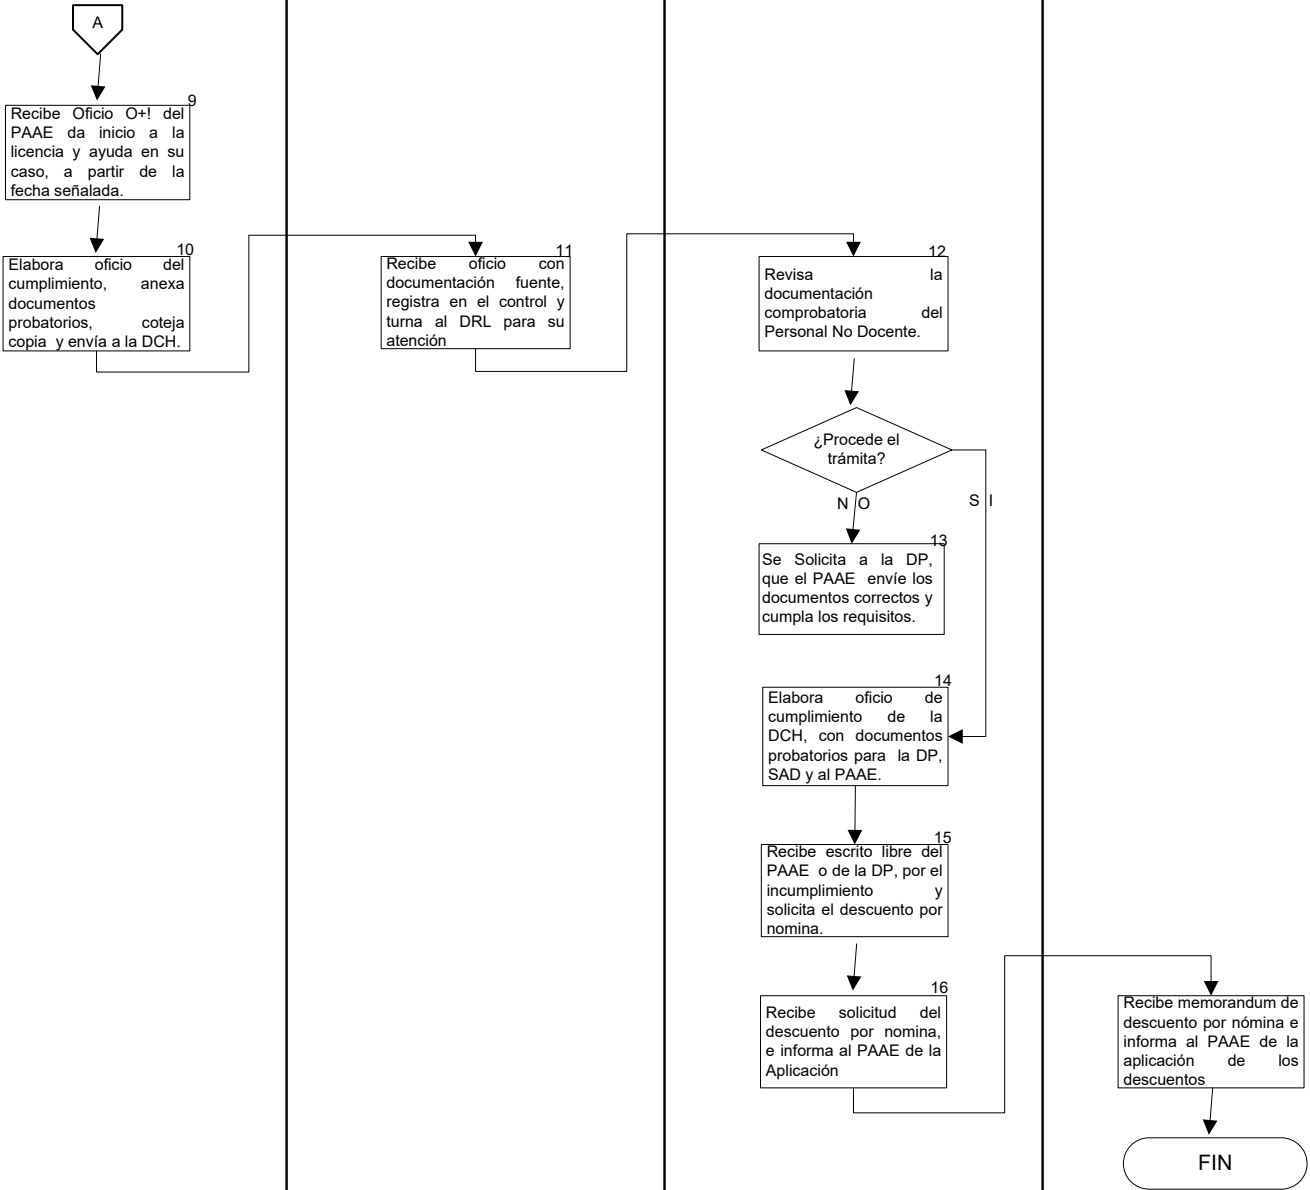 A
9
Recibe Oficio O+! del
PAAE da inicio a la
licencia y ayuda en su
caso, a partir de la
fecha señalada.
10
Elabora oficio del
cumplimiento, anexa
documentos
probatorios, coteja
copia y envía a la DCH.
11
Recibe oficio con
documentación fuente,
registra en el control y
turna al DRL para su
atención
12
Revisa la
documentación
comprobatoria del
Personal No Docente.
¿Procede el
trámita?
N O
S I
13
Se Solicita a la DP,
que el PAAE envíe los
documentos correctos y
cumpla los requisitos.
14
Elabora oficio de
cumplimiento de la
DCH, con documentos
probatorios para la DP,
SAD y al PAAE.
15
Recibe escrito libre del
PAAE o de la DP, por el
incumplimiento y
solicita el descuento por
nomina.
16
Recibe solicitud del
descuento por nomina,
e informa al PAAE de la
Aplicación
Recibe memorandum de
descuento por nómina e
informa al PAAE de la
aplicación de los
descuentos
FIN